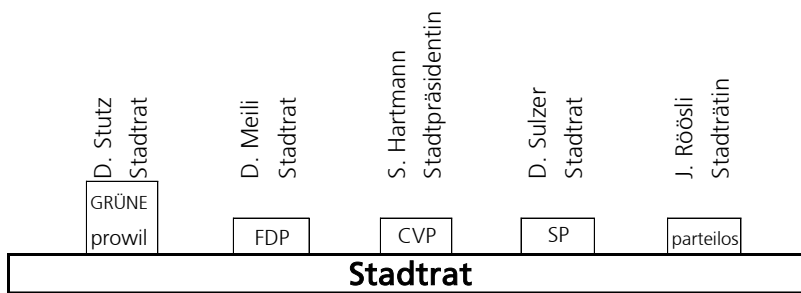 D. Stutz
Stadtrat
D. Meili
Stadtrat
S. Hartmann
Stadtpräsidentin
D. Sulzer
Stadtrat
J. Röösli
Stadträtin
GRÜNE
prowil
FDP
CVP
SP
parteilos
Stadtrat